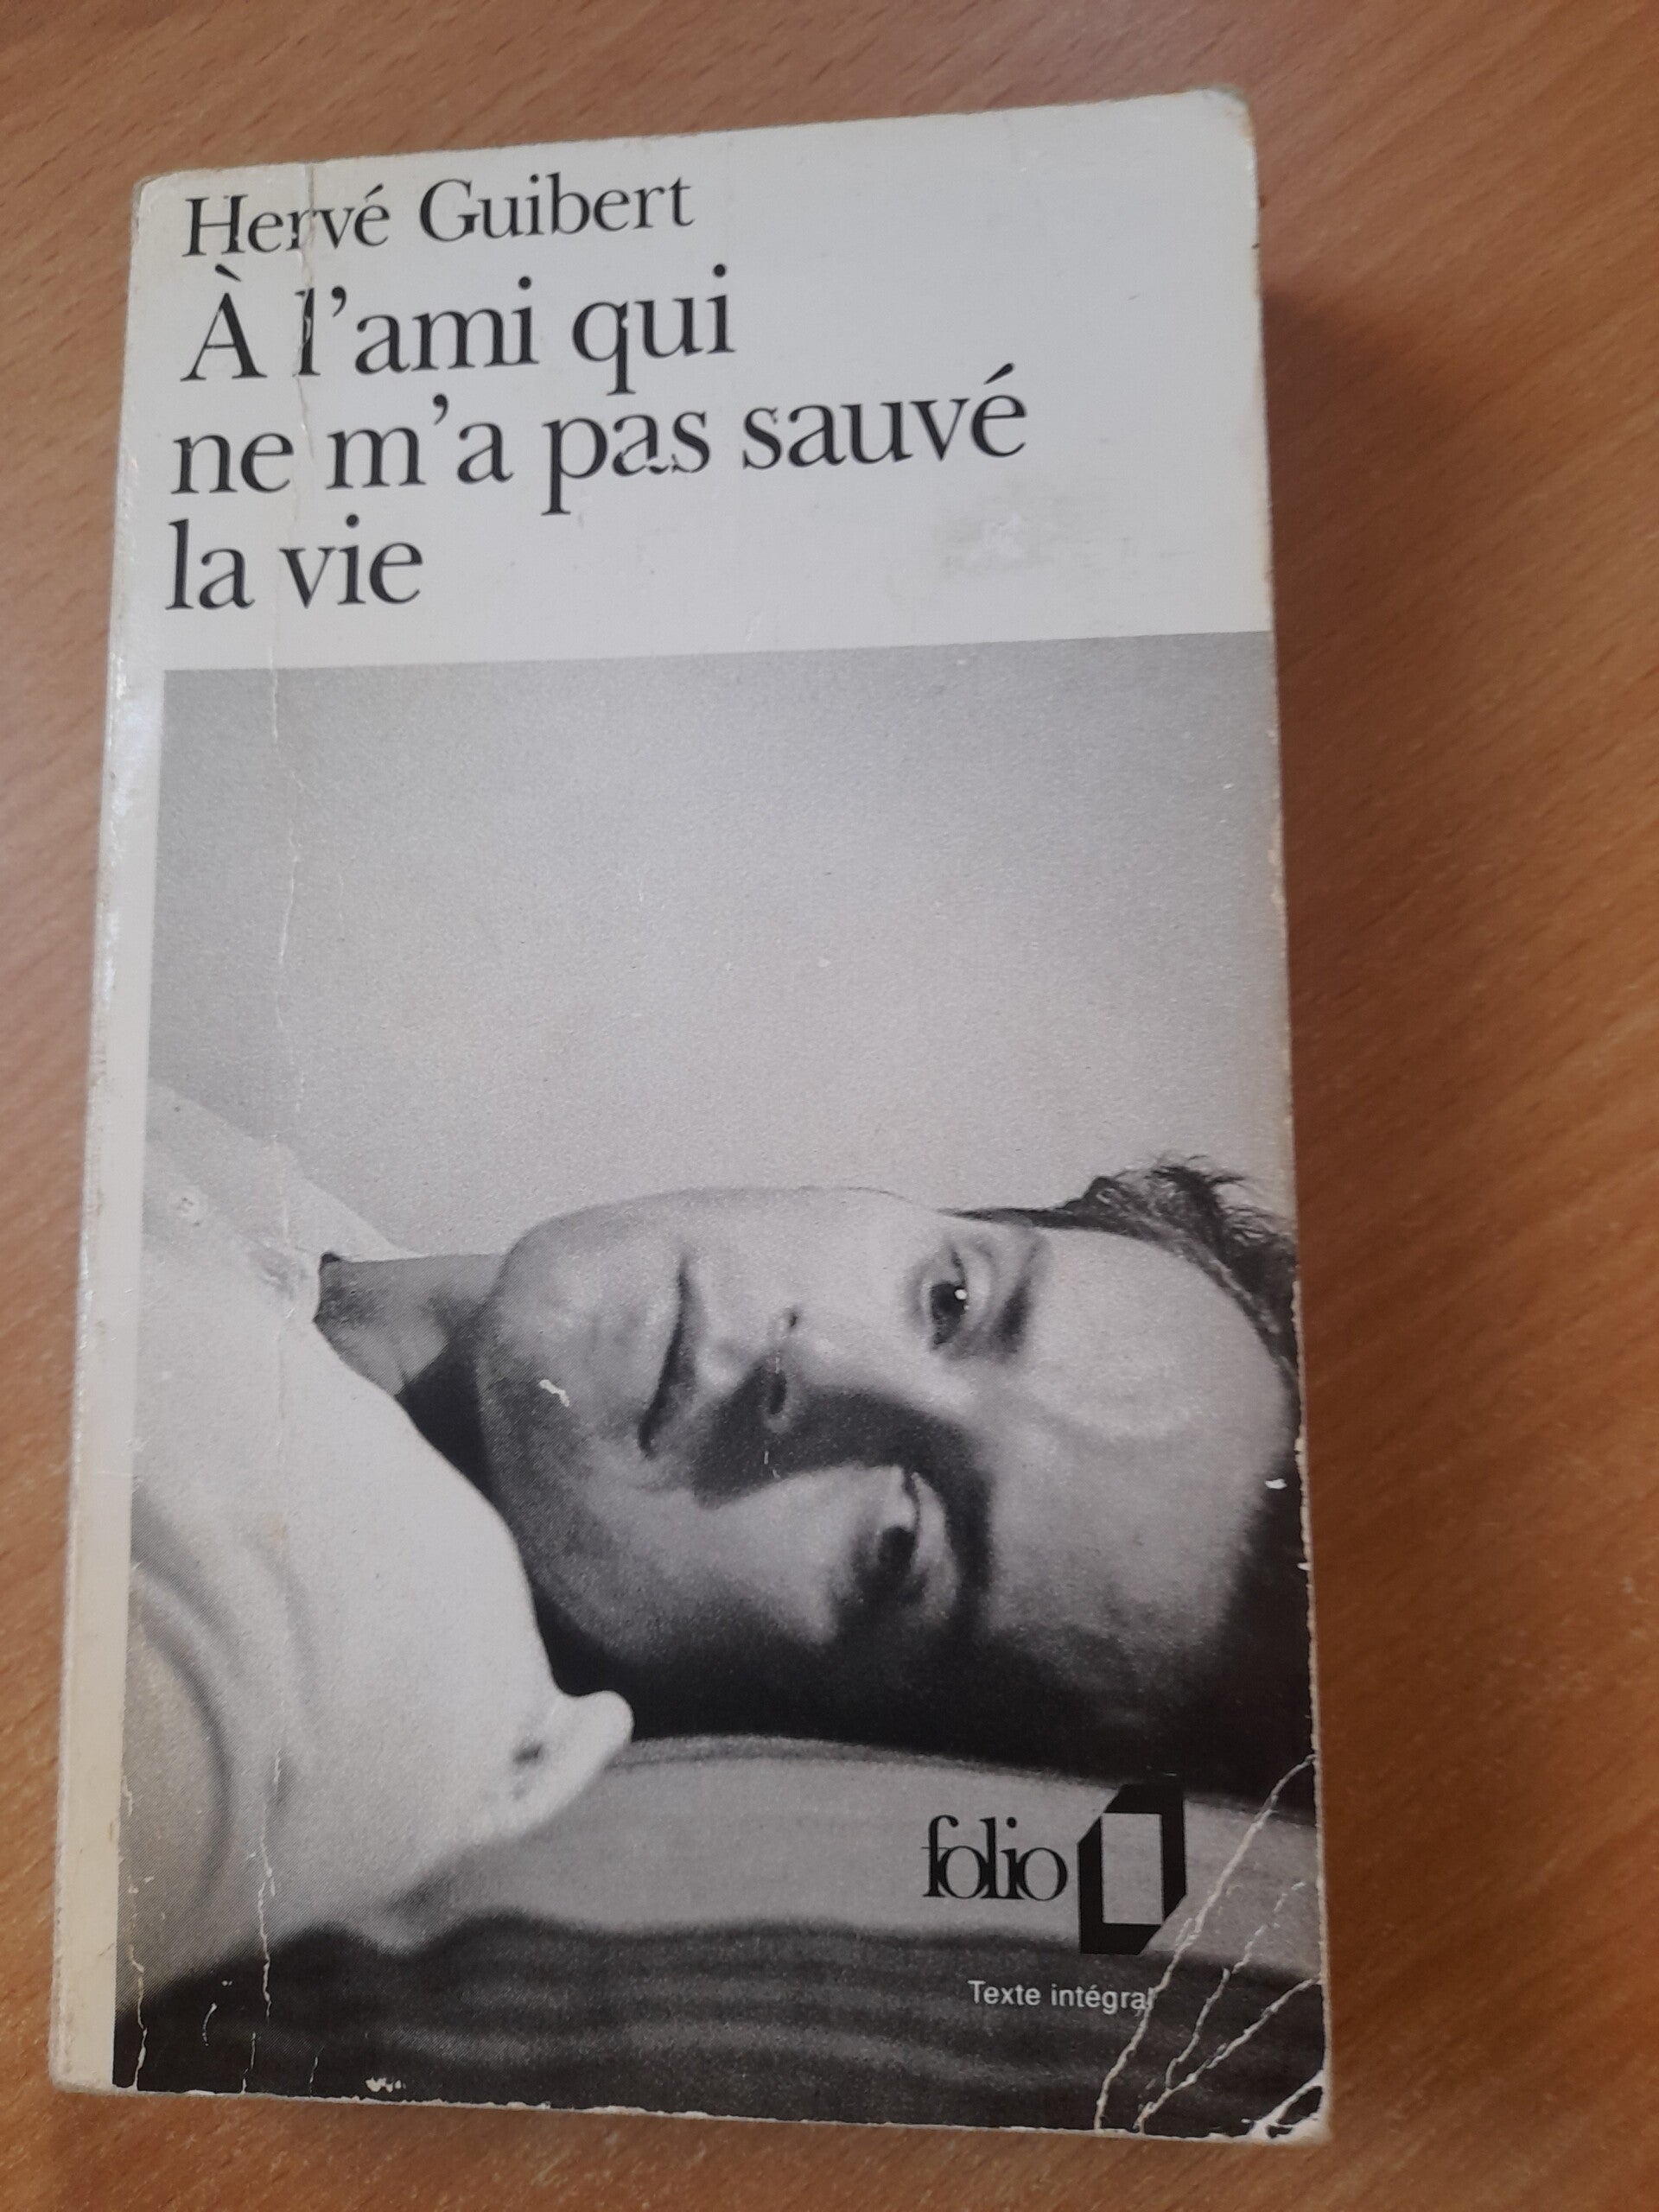 Hervé Guibert
À l'ami qui
ne m'a pas sauvé
la vie
folio
Texte intégral